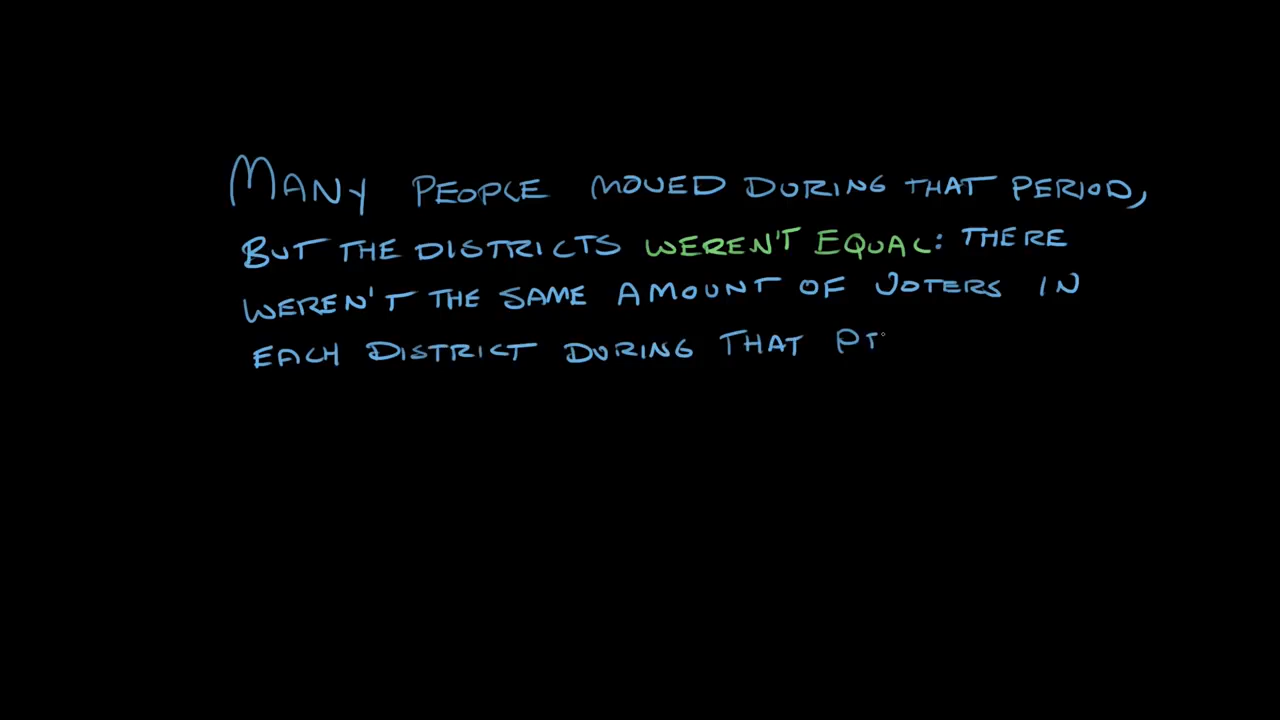 MANY PEOPLE MOVED DURING THAT PERIOD,
BUT THE DISTRICTS WEREN'T EQUAL: THERE
WEREN'T THE SAME AMOUNT OF VOTERS IN
EACH DISTRICT DURING THAT